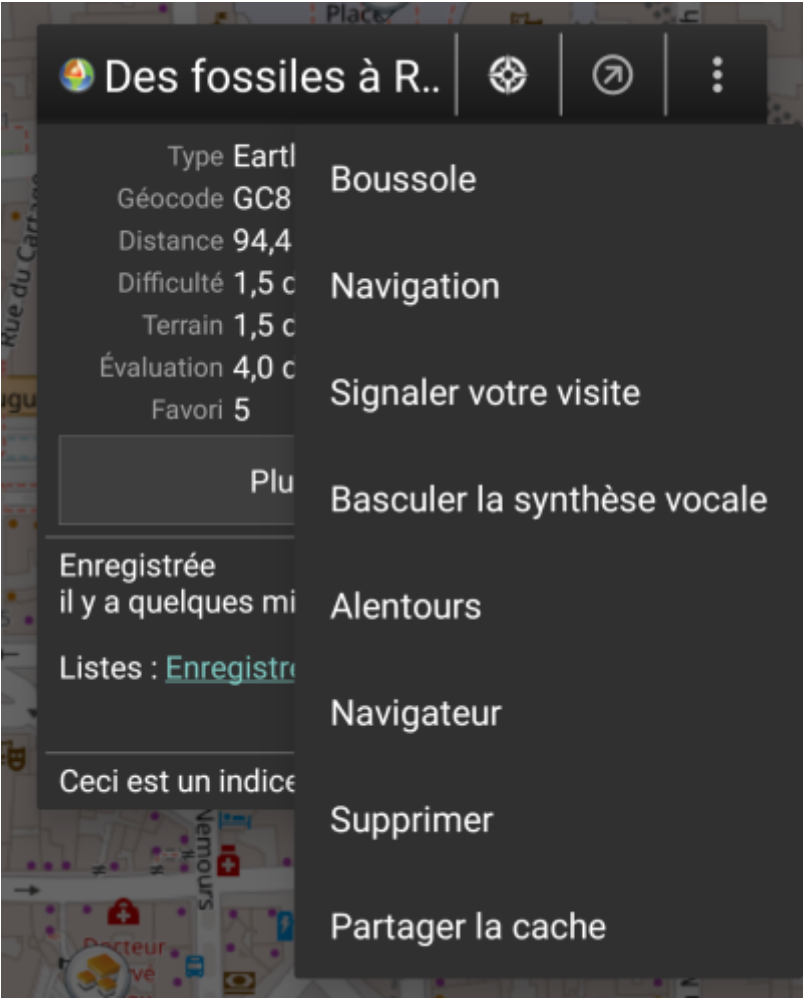 Place
Des fossiles à R..
Type Eartl
Géocode GC8
Distance 94,4
Difficulté 1,5 d
Terrain 1,5 d
Évaluation 4,0 d
Favori 5
Plu
Enregistrée
il y a quelques mi
Listes : Enregistre
Ceci est un indice
Boussole
Navigation
Signaler votre visite
Basculer la synthèse vocale
Alentours
Navigateur
Supprimer
Partager la cache
Rue du Cartage
Nemours
Docteur